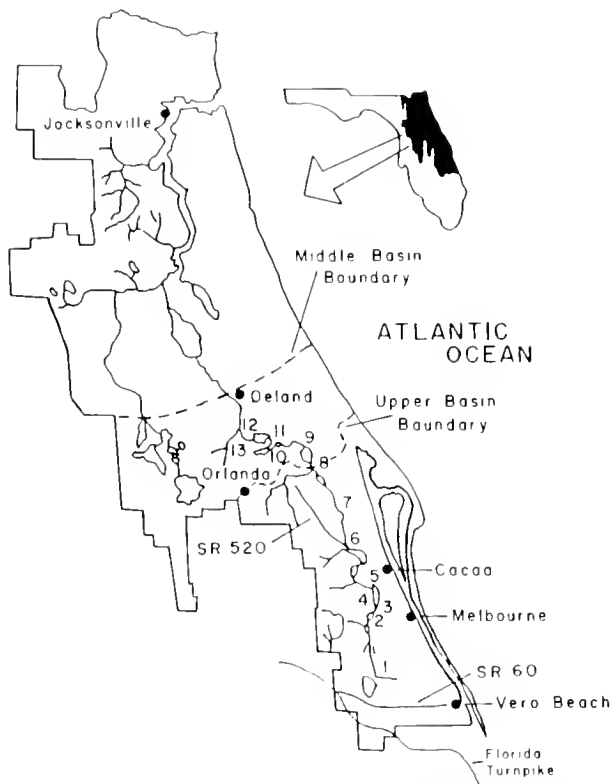 Jacksonville
Middle Basin
Boundary
ATLANTIC
OCEAN
Deland
Upper Basin
Boundary
12
11
9
13
10
8
Orlanda
7
SR 520
6
5
Cacaa
4
3
Melbourne
2
1
SR 60
Vero Beach
Florida
Turnpike